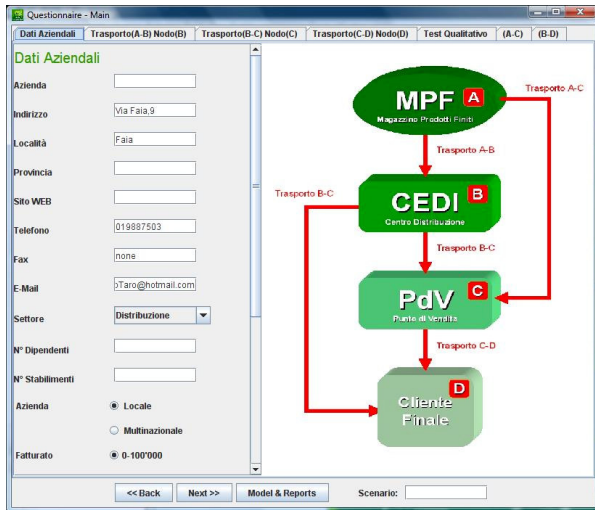 Questionnaire - Main
Dati Aziendali
Trasporto(A-B) Nodo(B)
Trasporto(B-C) Nodo(C)
Trasporto(C-D) Nodo(D)
Test Qualitativo
(A-C)
(B-D)
Dati Aziendali
Azienda
Indirizzo
Via Faia,9
Località
Faia
Provincia
Sito WEB
Telefono
019887503
Fax
none
E-Mail
oTaro@hotmail.com
Settore
Distribuzione
N° Dipendenti
N° Stabilimenti
Azienda
Locale
Multinazionale
Fatturato
0-100'000
MPF A
Magazzino Prodotti Finiti
Trasporto A-C
Trasporto A-B
Trasporto B-C
CEDI B
Centro Distribuzione
Trasporto B-C
PdV C
Punto di Vendita
Trasporto C-D
D
Cliente
Finale
<< Back
Next >>
Model & Reports
Scenario: